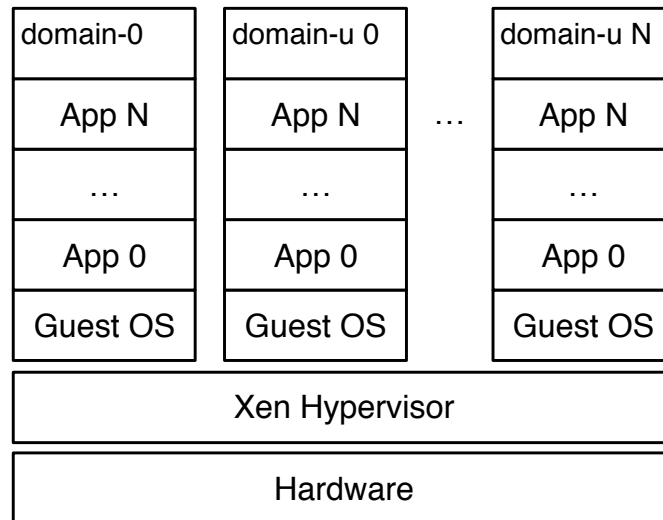 domain-0 domain-u 0 domain-u N
App N App N … App N
… … …
App 0 App 0 App 0
Guest OS Guest OS Guest OS
Xen Hypervisor
Hardware